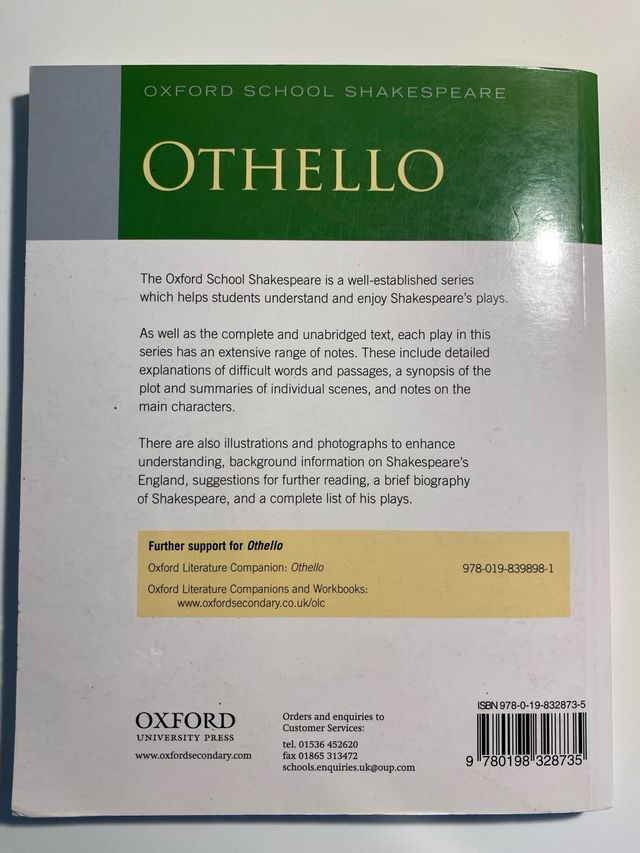 OXFORD SCHOOL SHAKESPEARE
OTHELLO
The Oxford School Shakespeare is a well-established series
which helps students understand and enjoy Shakespeare's plays.
As well as the complete and unabridged text, each play in this
series has an extensive range of notes. These include detailed
explanations of difficult words and passages, a synopsis of the
plot and summaries of individual scenes, and notes on the
main characters.
There are also illustrations and photographs to enhance
understanding, background information on Shakespeare's
England, suggestions for further reading, a brief biography
of Shakespeare, and a complete list of his plays.
Further support for Othello
Oxford Literature Companion: Othello 978-019-839898-1
Oxford Literature Companions and Workbooks:
www.oxfordsecondary.co.uk/olc
OXFORD
UNIVERSITY PRESS
www.oxfordsecondary.com
Orders and enquiries to
Customer Services:
tel. 01536 452620
fax 01865 313472
schools.enquiries.uk@oup.com
ISBN 978-0-19-832873-5
9 780198 328735